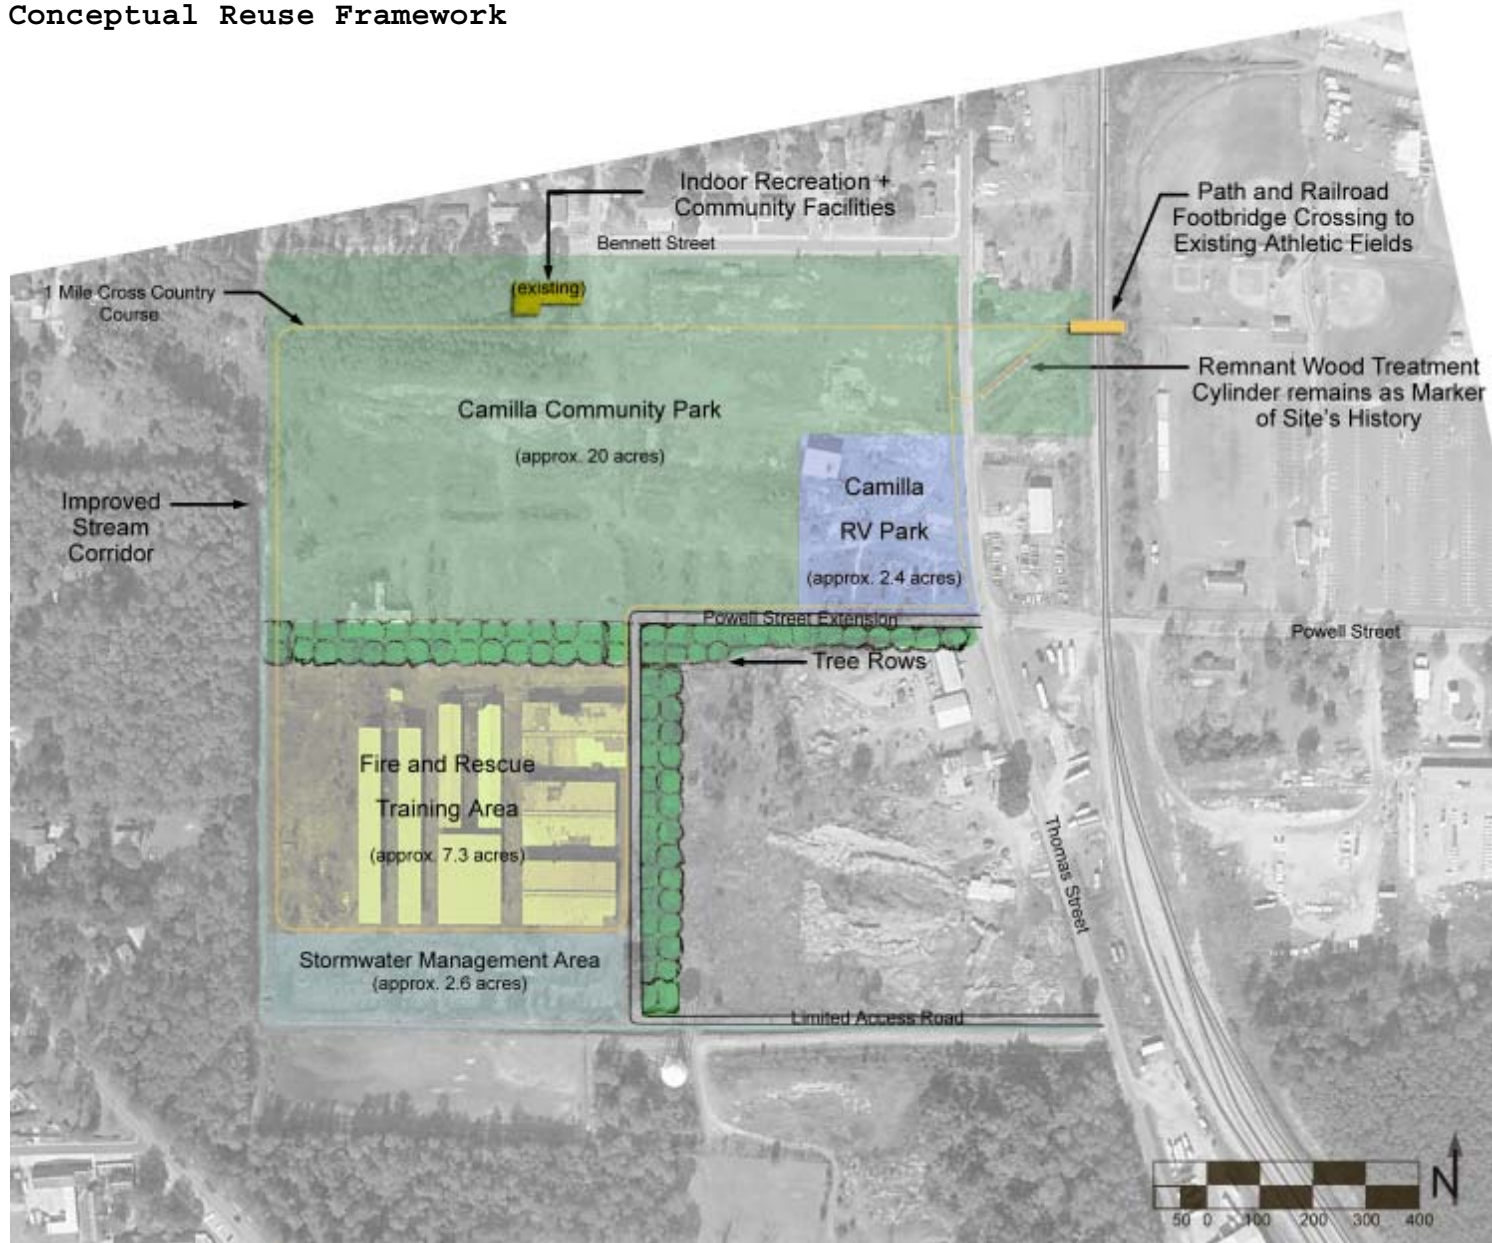 Conceptual Reuse Framework
Indoor Recreation +
Community Facilities
Path and Railroad
Footbridge Crossing to
Existing Athletic Fields
Bennett Street
(existing)
1 Mile Cross Country
Course
Remnant Wood Treatment
Cylinder remains as Marker
of Site's History
Camilla Community Park
(approx. 20 acres)
Improved
Stream
Corridor
Camilla
RV Park
(approx. 2.4 acres)
Powell Street Extension
Powell Street
Tree Rows
Fire and Rescue
Training Area
(approx. 7.3 acres)
Thomas Street
Stormwater Management Area
(approx. 2.6 acres)
Limited Access Road
N
50 0 100 200 300 400